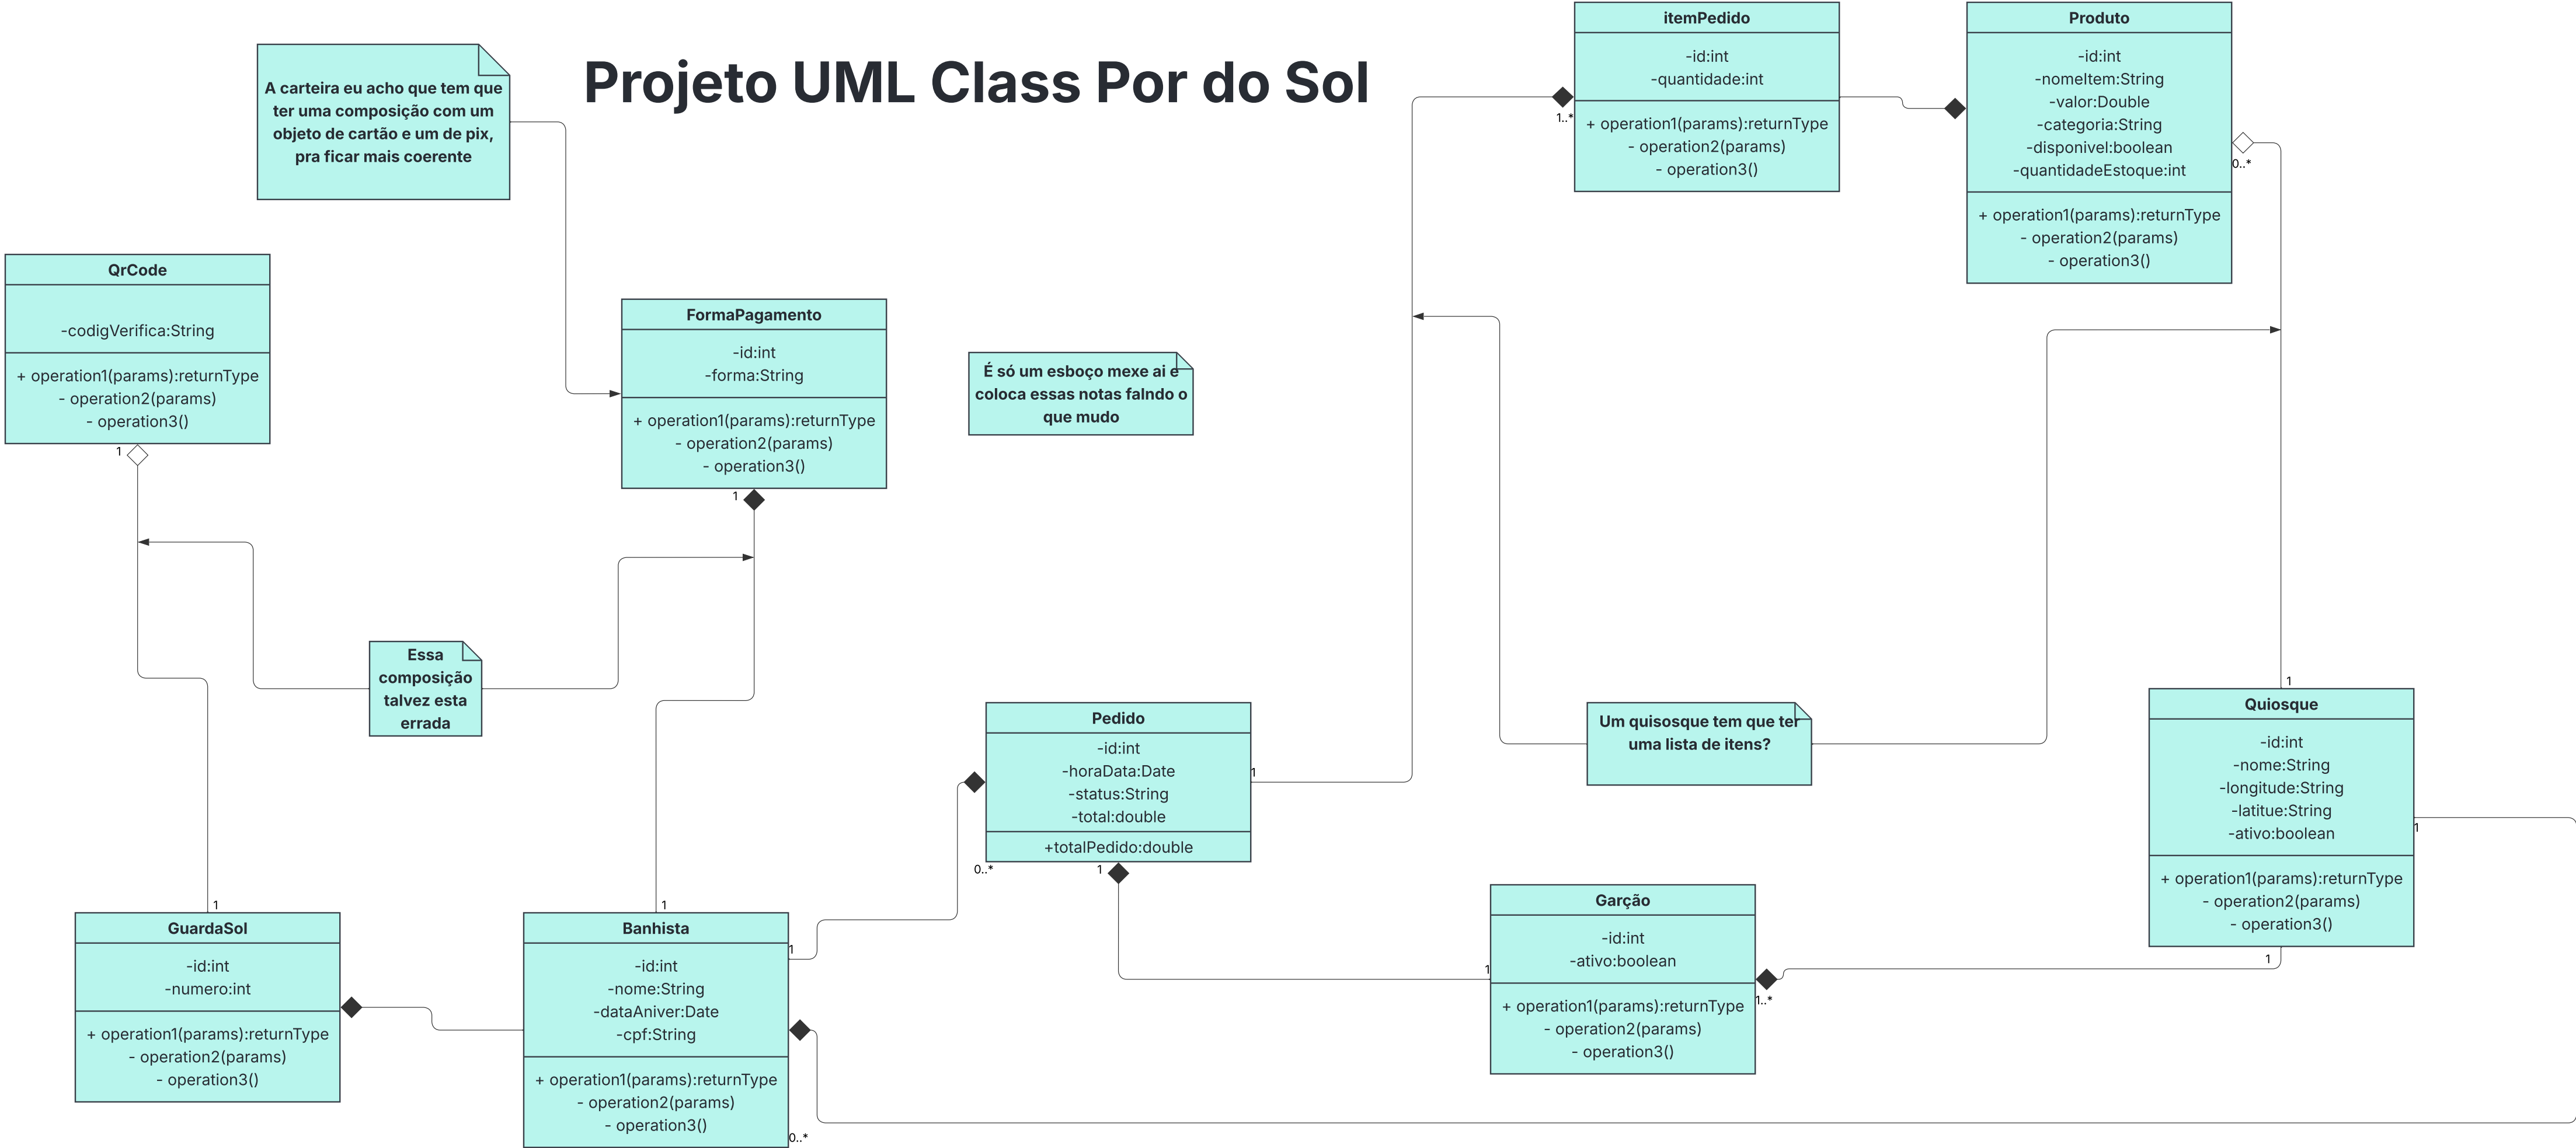 Projeto UML Class Por do Sol
A carteira eu acho que tem que
ter uma composição com um
objeto de cartão e um de pix,
pra ficar mais coerente
itemPedido
-id:int
-quantidade:int
+ operation1(params):returnType
- operation2(params)
- operation3()
1..*
Produto
-id:int
-nomeItem:String
-valor:Double
-categoria:String
-disponivel:boolean
-quantidadeEstoque:int
+ operation1(params):returnType
- operation2(params)
- operation3()
0..*
QrCode
-codigVerifica:String
+ operation1(params):returnType
- operation2(params)
- operation3()
1
FormaPagamento
-id:int
-forma:String
+ operation1(params):returnType
- operation2(params)
- operation3()
1
É só um esboço mexe ai e
coloca essas notas falndo o
que mudo
Essa
composição
talvez esta
errada
Pedido
-id:int
-horaData:Date
-status:String
-total:double
+totalPedido:double
1
0..*
1
Um quisosque tem que ter
uma lista de itens?
1
Quiosque
-id:int
-nome:String
-longitude:String
-latitue:String
-ativo:boolean
+ operation1(params):returnType
- operation2(params)
- operation3()
1
1
1
GuardaSol
-id:int
-numero:int
+ operation1(params):returnType
- operation2(params)
- operation3()
1
Banhista
-id:int
-nome:String
-dataAniver:Date
-cpf:String
+ operation1(params):returnType
- operation2(params)
- operation3()
1
0..*
Garção
-id:int
-ativo:boolean
+ operation1(params):returnType
- operation2(params)
- operation3()
1
1..*